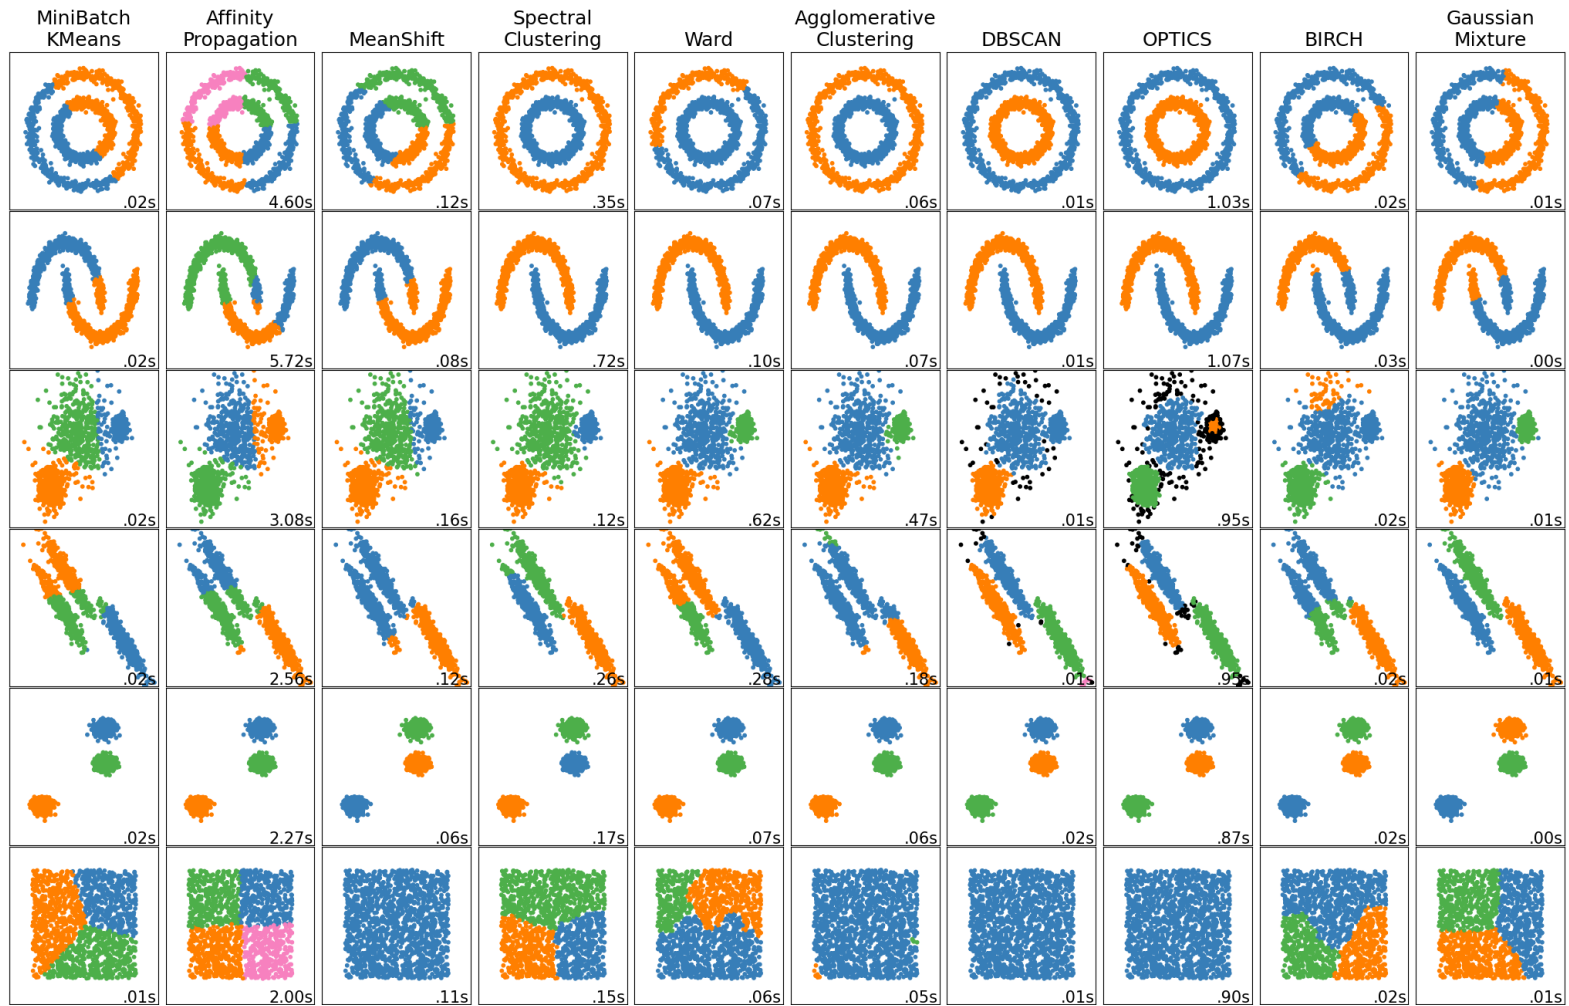 MiniBatch
KMeans
Affinity
Propagation
MeanShift
Spectral
Clustering
Ward
Agglomerative
Clustering
DBSCAN
OPTICS
BIRCH
Gaussian
Mixture
.02s 4.60s .12s .35s .07s .06s .01s 1.03s .02s .01s
.02s 5.72s .08s .72s .10s .07s .01s 1.07s .03s .00s
.02s 3.08s .16s .12s .62s .47s .01s .95s .02s .01s
.02s 2.56s .12s .26s .28s .18s .01s .95s .02s .01s
.02s 2.27s .06s .17s .07s .06s .02s .87s .02s .00s
.01s 2.00s .11s .15s .06s .05s .01s .90s .02s .01s